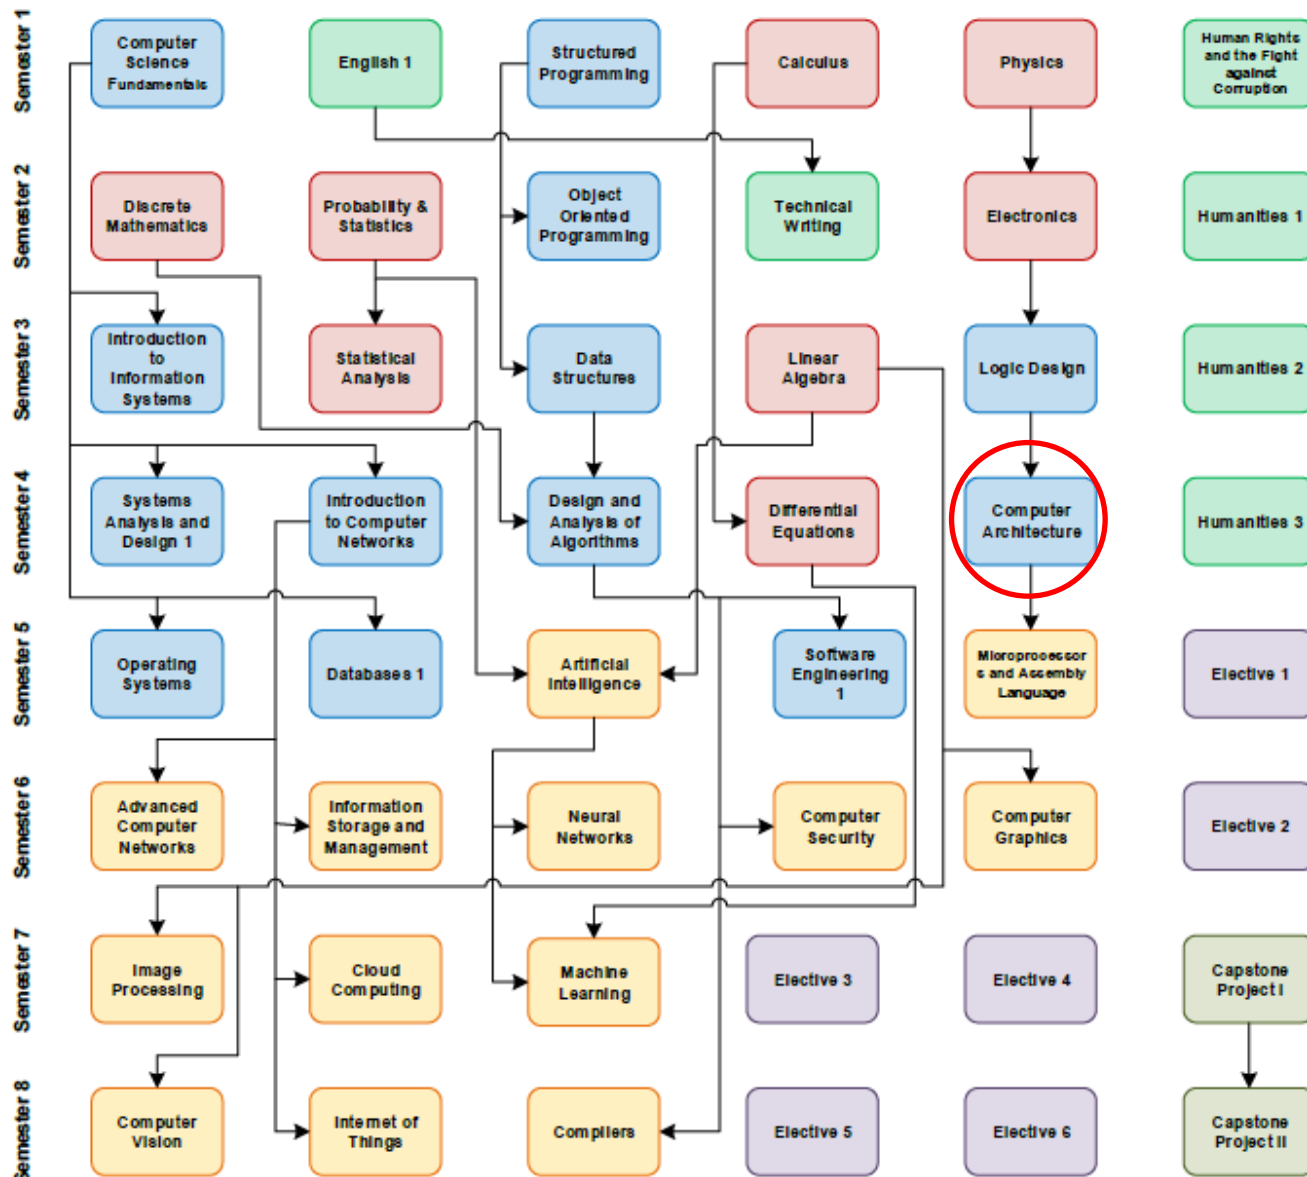 Semester 1
Computer
Science
Fundamentals
English 1
Structured
Programming
Calculus
Physics
Human Rights
and the Fight
against
Corruption
Semester 2
Discrete
Mathematics
Probability &
Statistics
Object
Oriented
Programming
Technical
Writing
Electronics
Humanities 1
Semester 3
Introduction
to
Information
Systems
Statistical
Analysis
Data
Structures
Linear
Algebra
Logic Design
Humanities 2
Semester 4
Systems
Analysis and
Design 1
Introduction
to Computer
Networks
Design and
Analysis of
Algorithms
Differential
Equations
Computer
Architecture
Humanities 3
Semester 5
Operating
Systems
Databases 1
Artificial
Intelligence
Software
Engineering
1
Microprocessor
s and Assembly
Language
Elective 1
Semester 6
Advanced
Computer
Networks
Information
Storage and
Management
Neural
Networks
Computer
Security
Computer
Graphics
Elective 2
Semester 7
Image
Processing
Cloud
Computing
Machine
Learning
Elective 3
Elective 4
Capstone
Project I
Semester 8
Computer
Vision
Internet of
Things
Compilers
Elective 5
Elective 6
Capstone
Project II